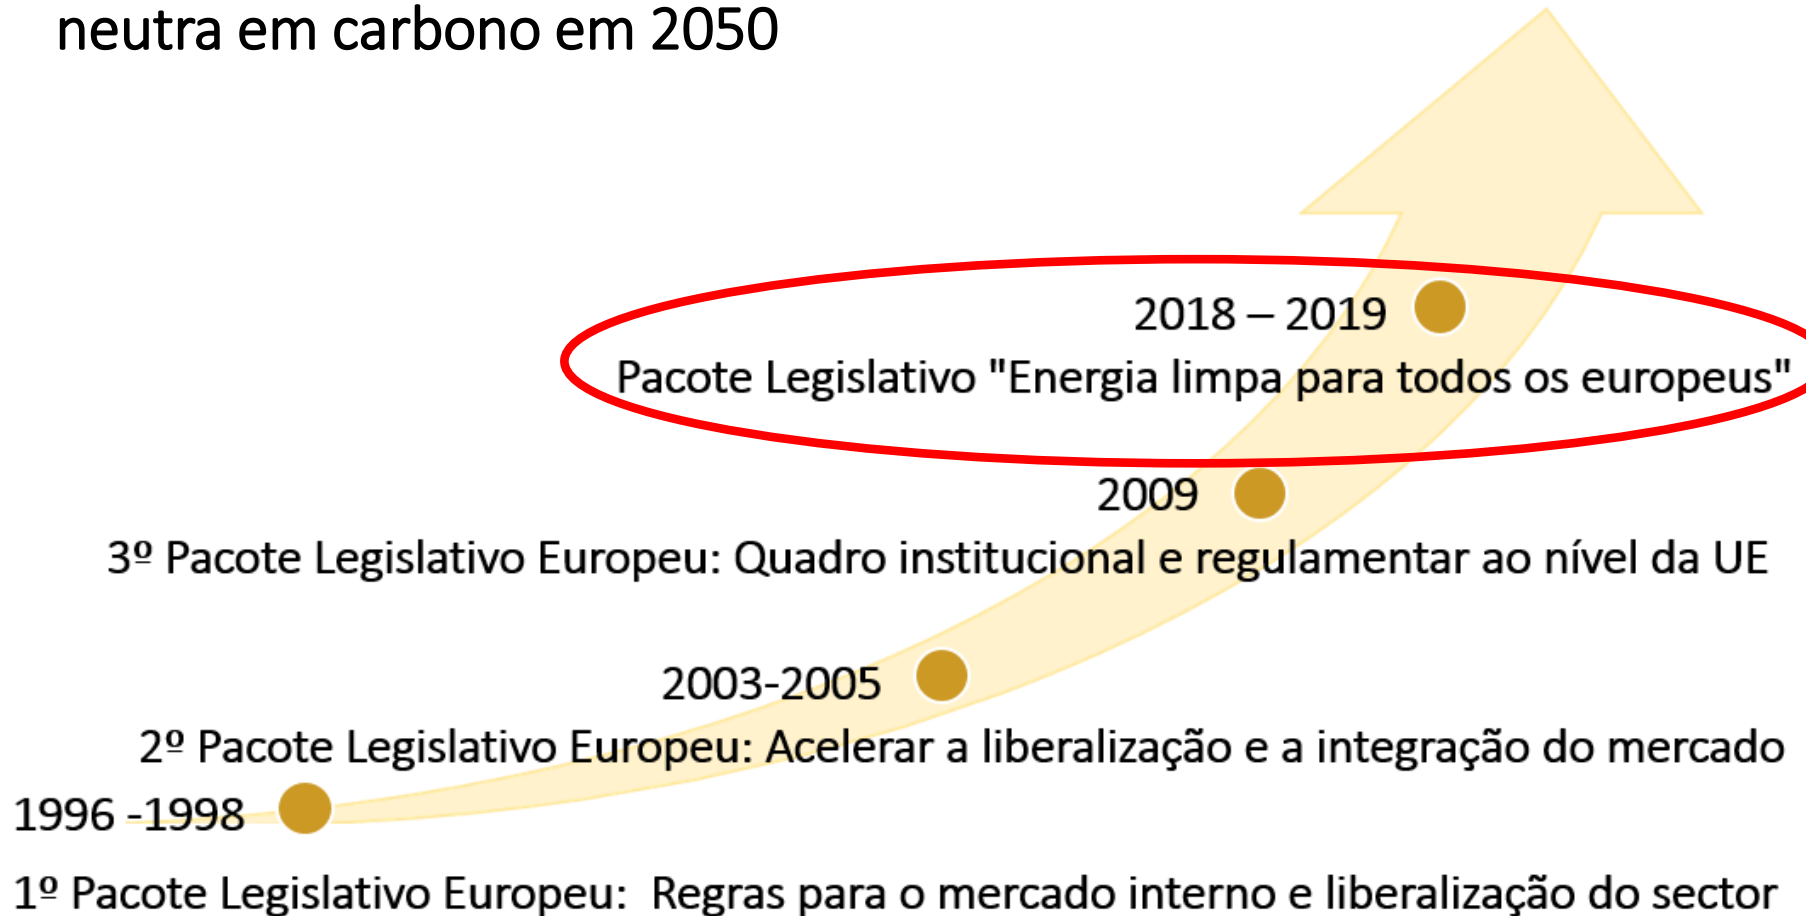 neutra em carbono em 2050
2018 – 2019
Pacote Legislativo "Energia limpa para todos os europeus"
2009
3º Pacote Legislativo Europeu: Quadro institucional e regulamentar ao nível da UE
2003-2005
2º Pacote Legislativo Europeu: Acelerar a liberalização e a integração do mercado
1996 -1998
1º Pacote Legislativo Europeu:  Regras para o mercado interno e liberalização do sector